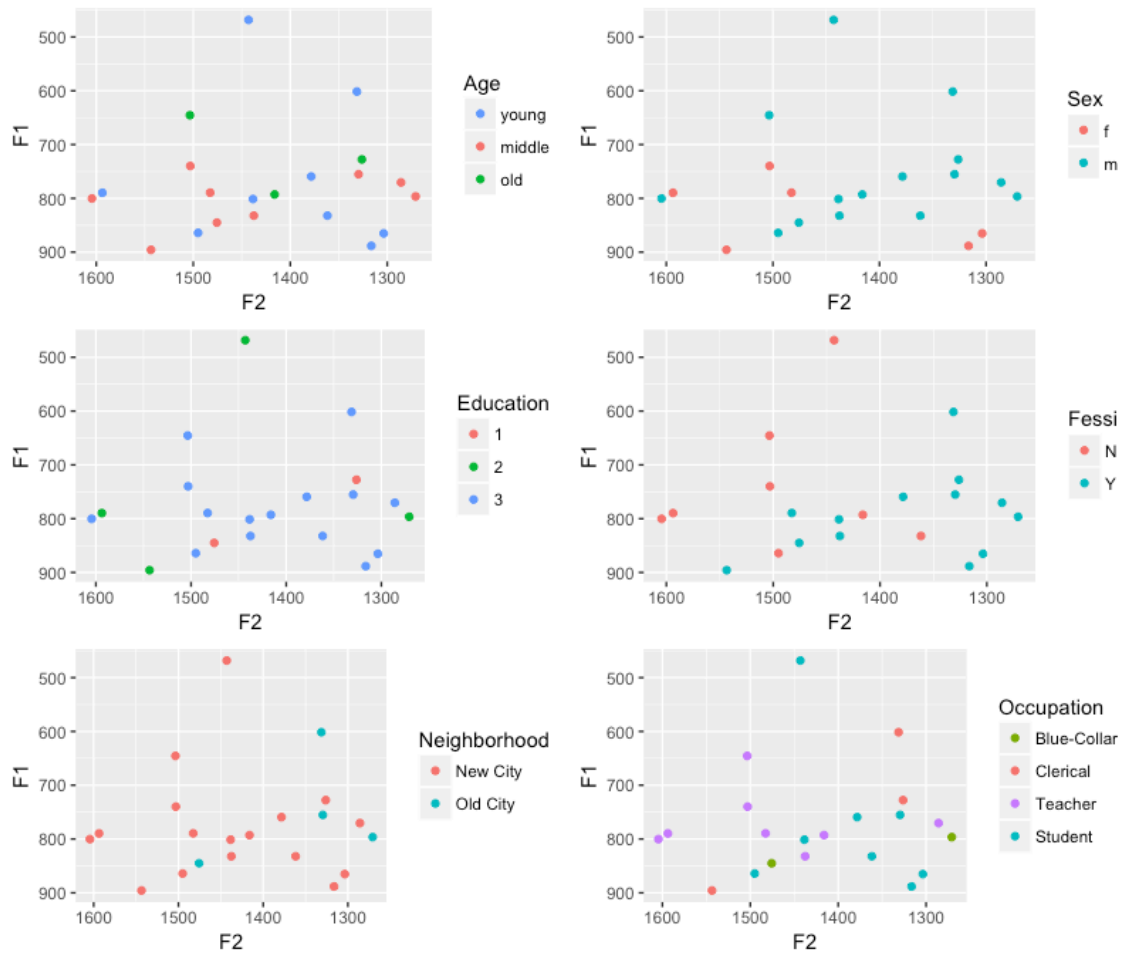 500
600
700
800
900
F1
1600
1500
1400
1300
F2
Age
young
middle
old
500
600
700
800
900
F1
1600
1500
1400
1300
F2
Sex
f
m
500
600
700
800
900
F1
1600
1500
1400
1300
F2
Education
1
2
3
500
600
700
800
900
F1
1600
1500
1400
1300
F2
Fessi
N
Y
500
600
700
800
900
F1
1600
1500
1400
1300
F2
Neighborhood
New City
Old City
500
600
700
800
900
F1
1600
1500
1400
1300
F2
Occupation
Blue-Collar
Clerical
Teacher
Student